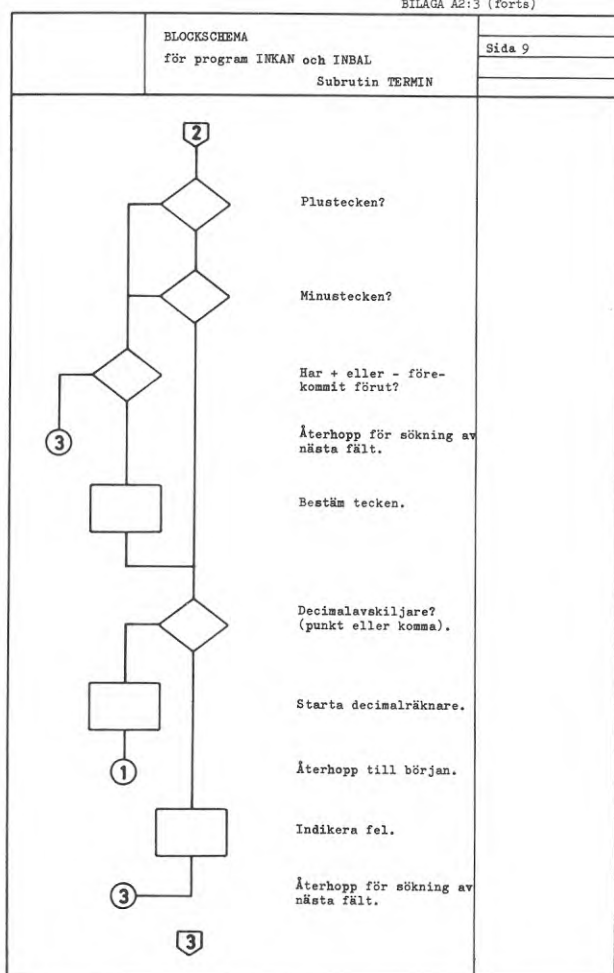 BILAGA A2:3 (forts)
BLOCKSCHEMA
för program INKAN och INBAL
Subrutin TERMIN
Sida 9
2
Plustecken?
Minustecken?
Har + eller - före-
kommit förut?
3
Återhopp för sökning av
nästa fält.
Bestäm tecken.
Decimalavskiljare?
(punkt eller komma).
Starta decimalräknare.
1
Återhopp till början.
Indikera fel.
3
Återhopp för sökning av
nästa fält.
3